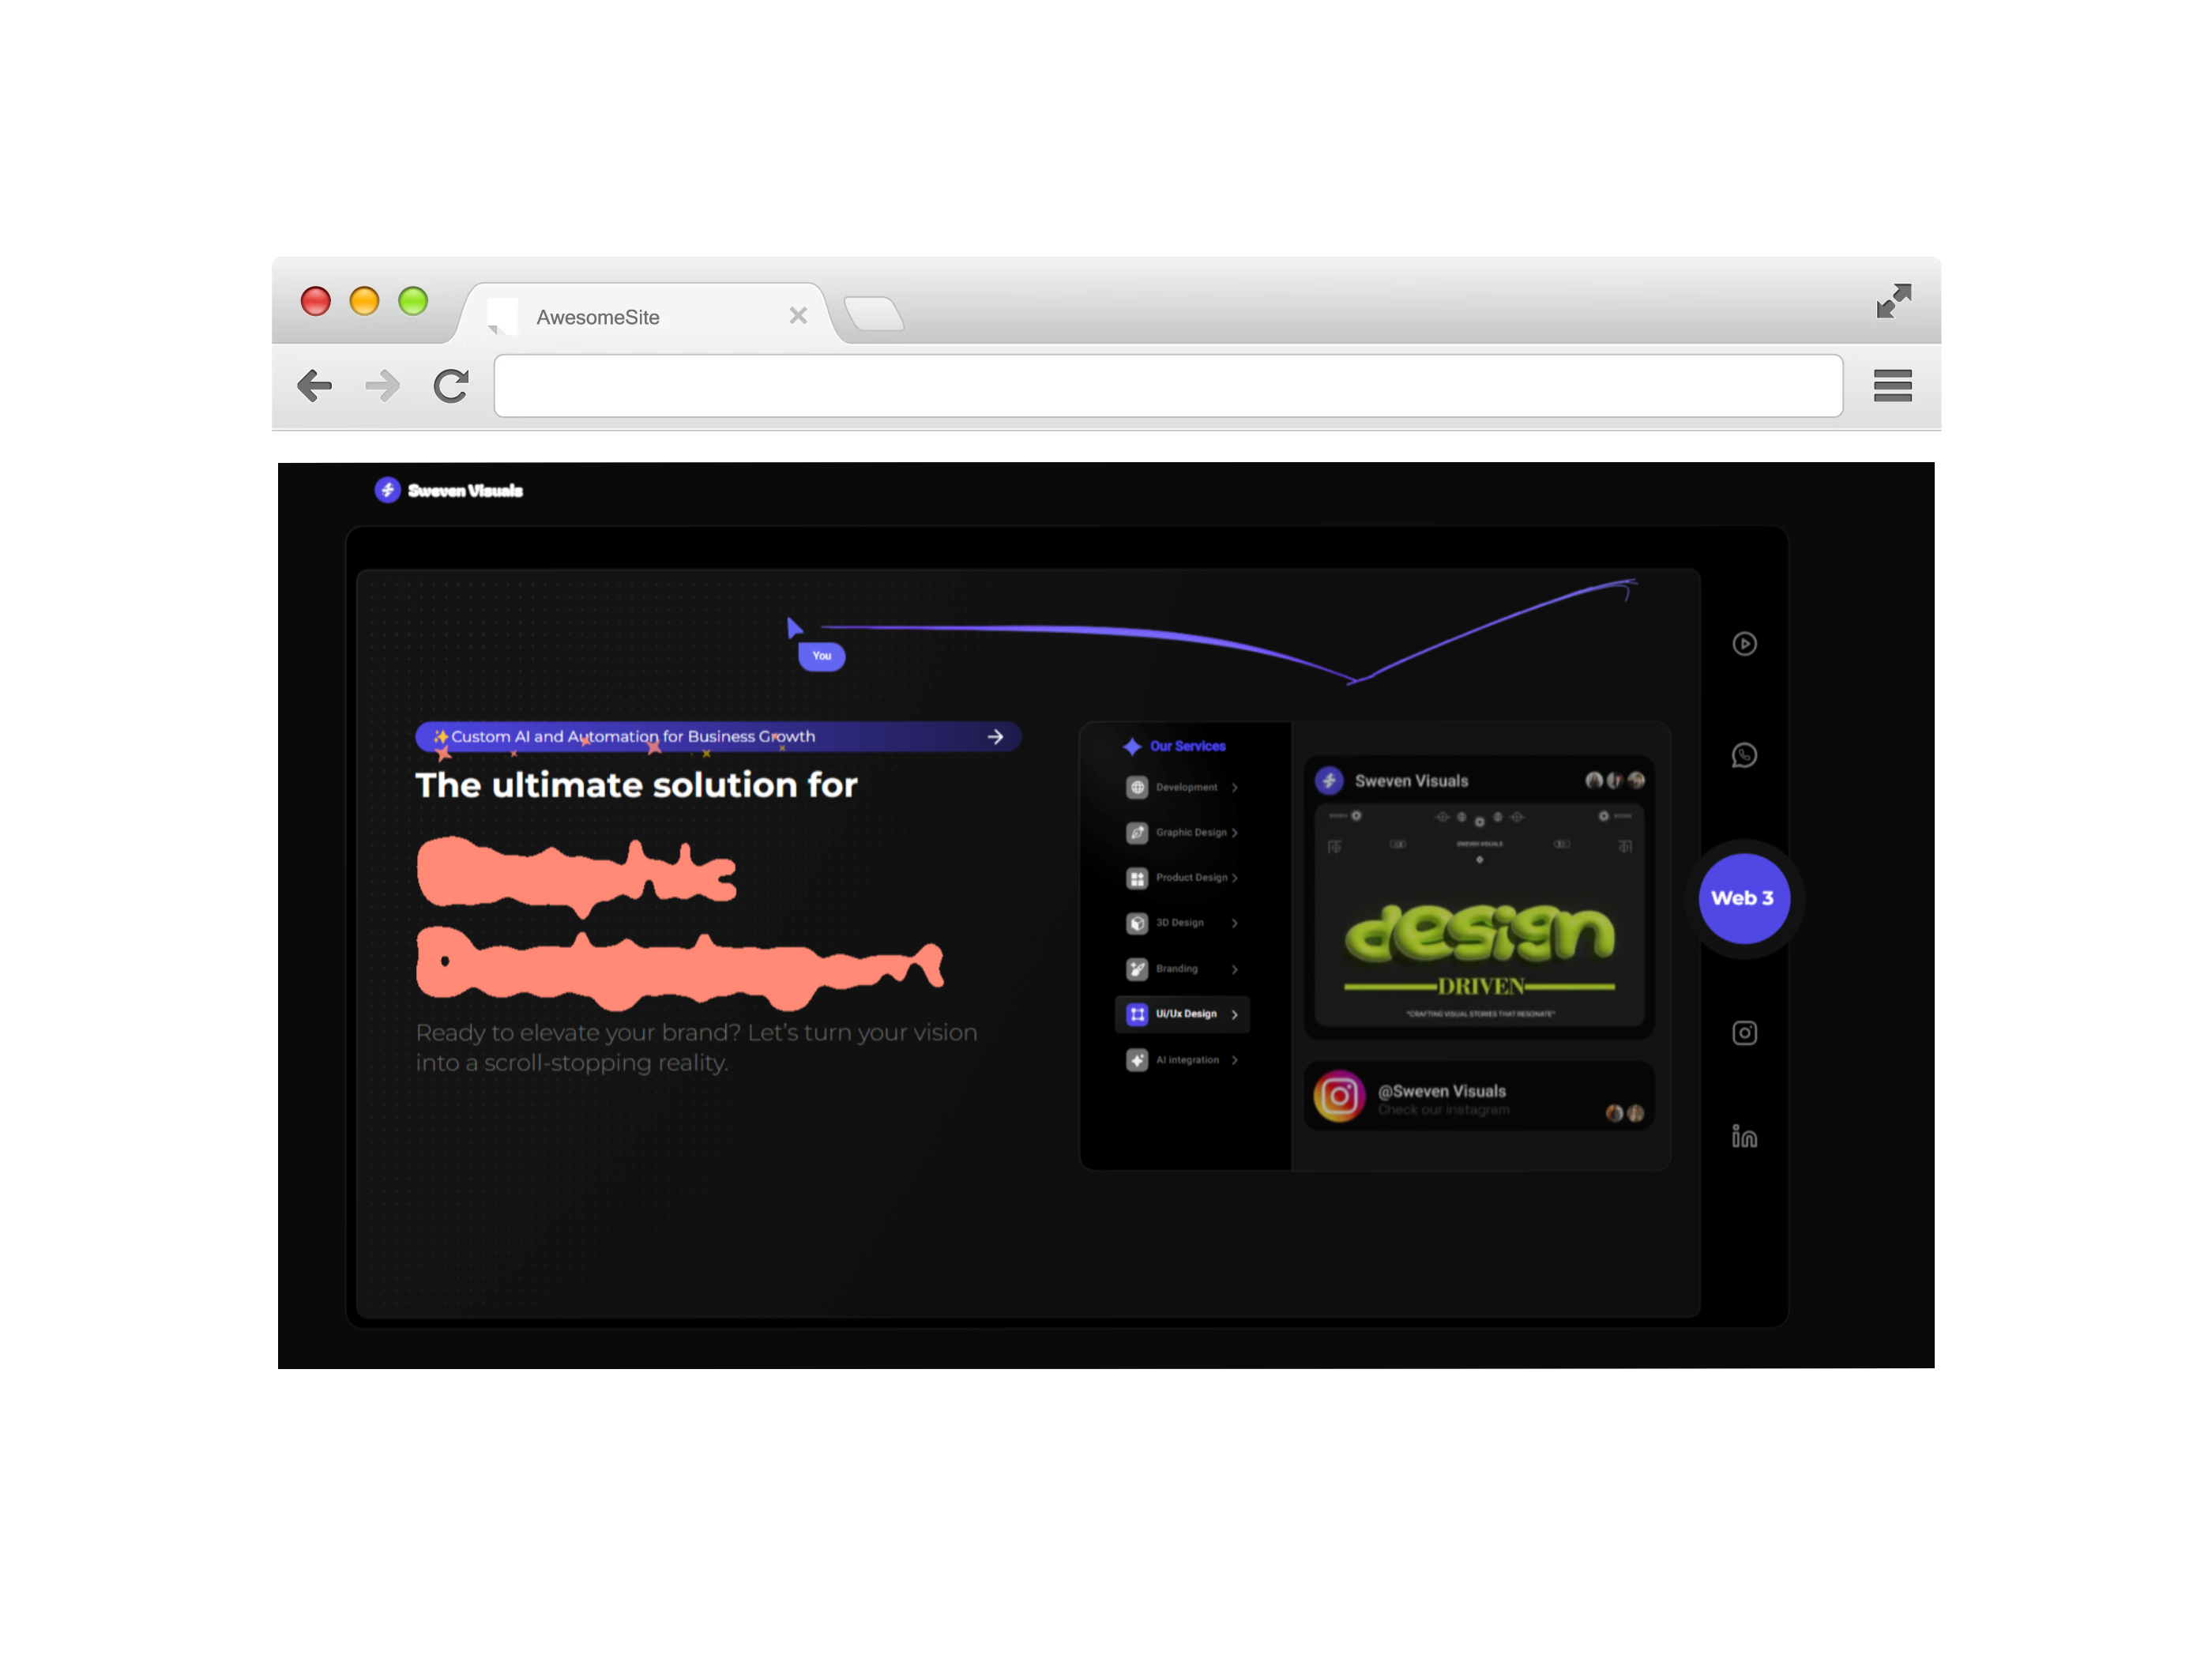 AwesomeSite
Sweven Visuals
You
✨Custom AI and Automation for Business Growth
The ultimate solution for
Ready to elevate your brand? Let’s turn your vision
into a scroll-stopping reality.
Our Services
Development
Graphic Design
Product Design
3D Design
Branding
Ui/Ux Design
AI integration
Sweven Visuals
SWEVEN VISUALS
design
DRIVEN
"CRAFTING VISUAL STORIES THAT RESONATE"
@Sweven Visuals
Check our instagram
Web 3
in